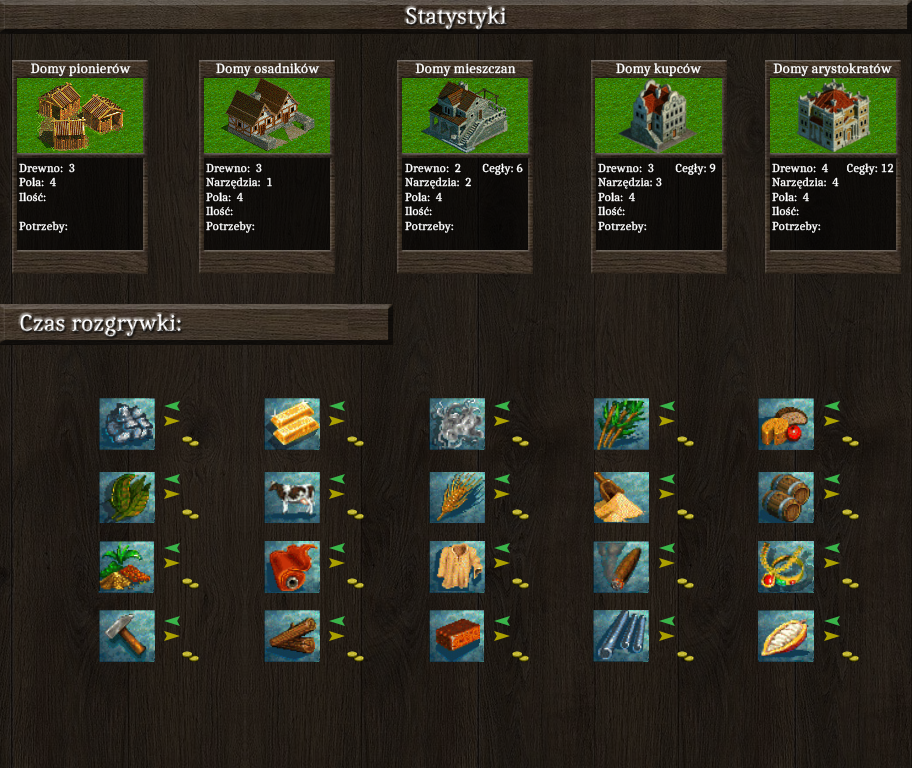 Statystyki
Domy pionierów
Drewno: 3
Pola: 4
Ilość:
Potrzeby:
Domy osadników
Drewno: 3
Narzędzia: 1
Pola: 4
Ilość:
Potrzeby:
Domy mieszczan
Drewno: 2 Cegły: 6
Narzędzia: 2
Pola: 4
Ilość:
Potrzeby:
Domy kupców
Drewno: 3 Cegły: 9
Narzędzia: 3
Pola: 4
Ilość:
Potrzeby:
Domy arystokratów
Drewno: 4 Cegły: 12
Narzędzia: 4
Pola: 4
Ilość:
Potrzeby:
Czas rozgrywki: